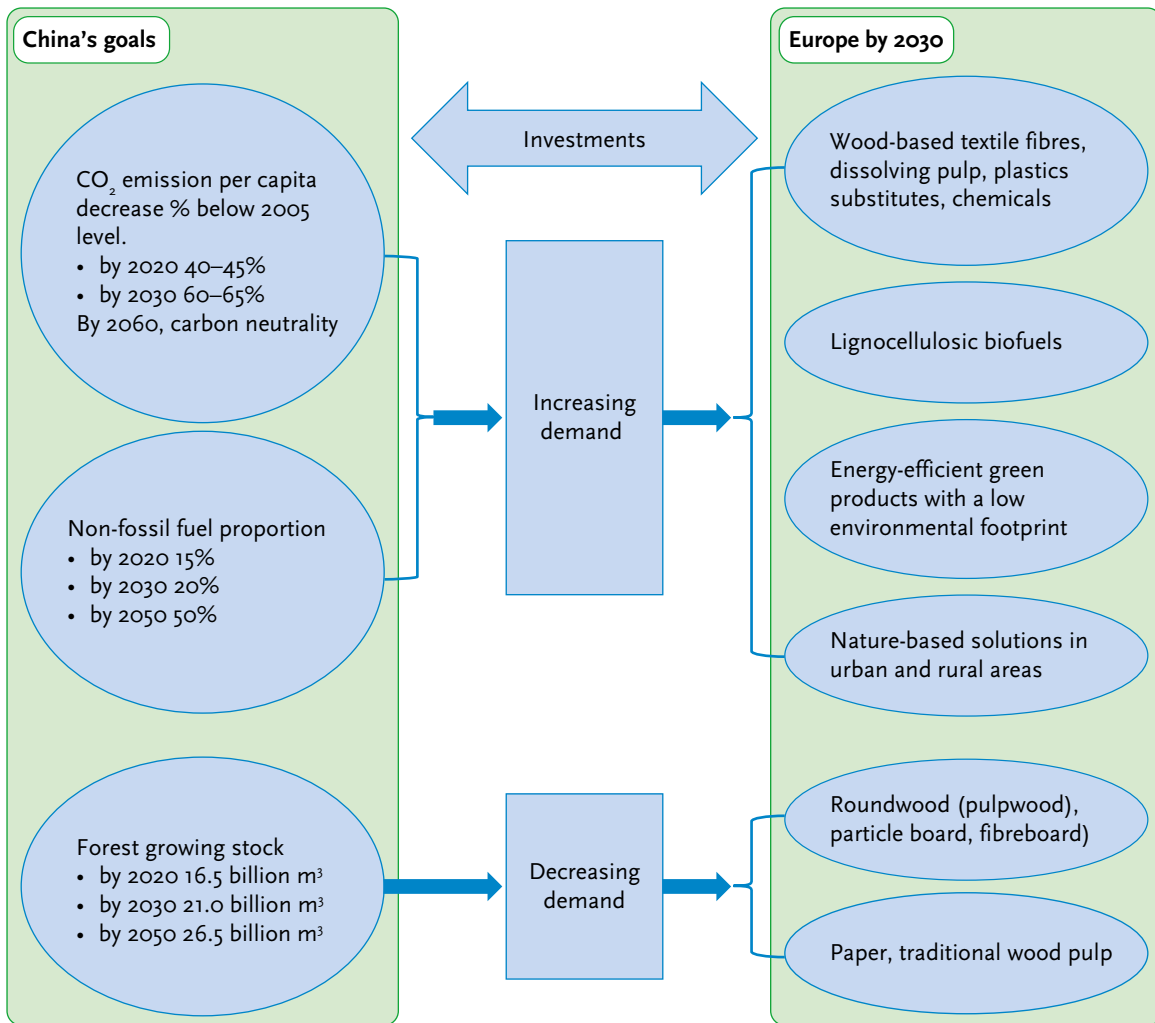 China's goals
CO₂ emission per capita
decrease % below 2005
level.
• by 2020 40–45%
• by 2030 60–65%
By 2060, carbon neutrality
Non-fossil fuel proportion
• by 2020 15%
• by 2030 20%
• by 2050 50%
Forest growing stock
• by 2020 16.5 billion m³
• by 2030 21.0 billion m³
• by 2050 26.5 billion m³
Investments
Increasing
demand
Decreasing
demand
Europe by 2030
Wood-based textile fibres,
dissolving pulp, plastics
substitutes, chemicals
Lignocellulosic biofuels
Energy-efficient green
products with a low
environmental footprint
Nature-based solutions in
urban and rural areas
Roundwood (pulpwood),
particle board, fibreboard)
Paper, traditional wood pulp